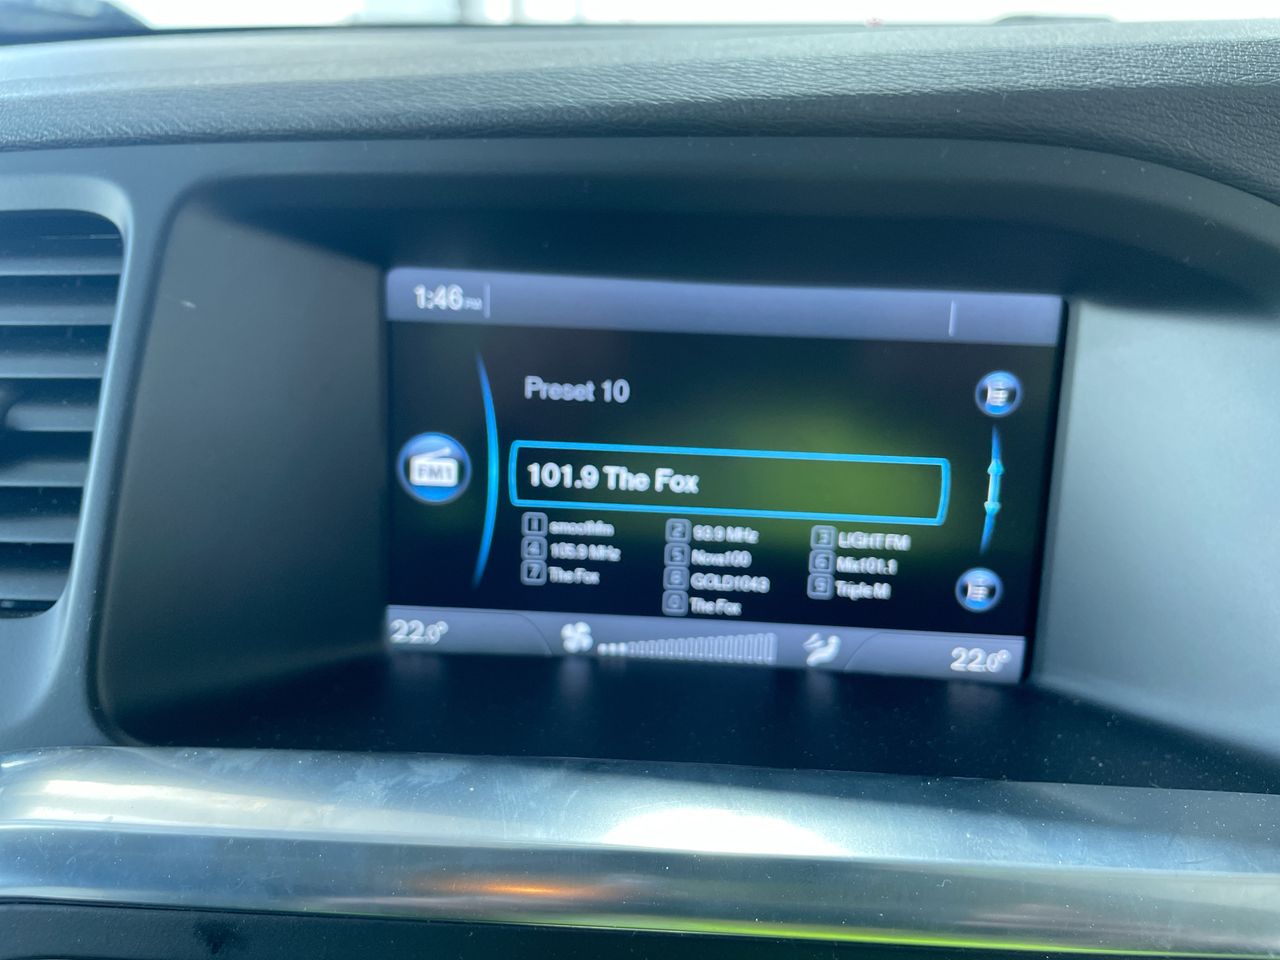 1:46 PM
Preset 10
FM1
101.9 The Fox
1 smoothfm 2 89.9 MHz 3 LIGHT FM
4 105.9 MHz 5 Nova100 6 Mix101.1
7 The Fox 8 GOLD1043 9 Triple M
0 The Fox
22.0° 22.0°